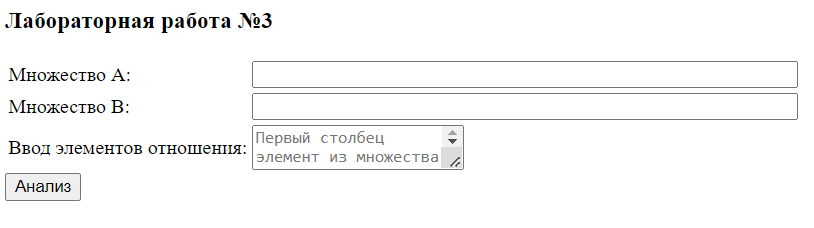 Лабораторная работа №3
Множество А:
Множество В:
Ввод элементов отношения:
Первый столбец
элемент из множества
Анализ